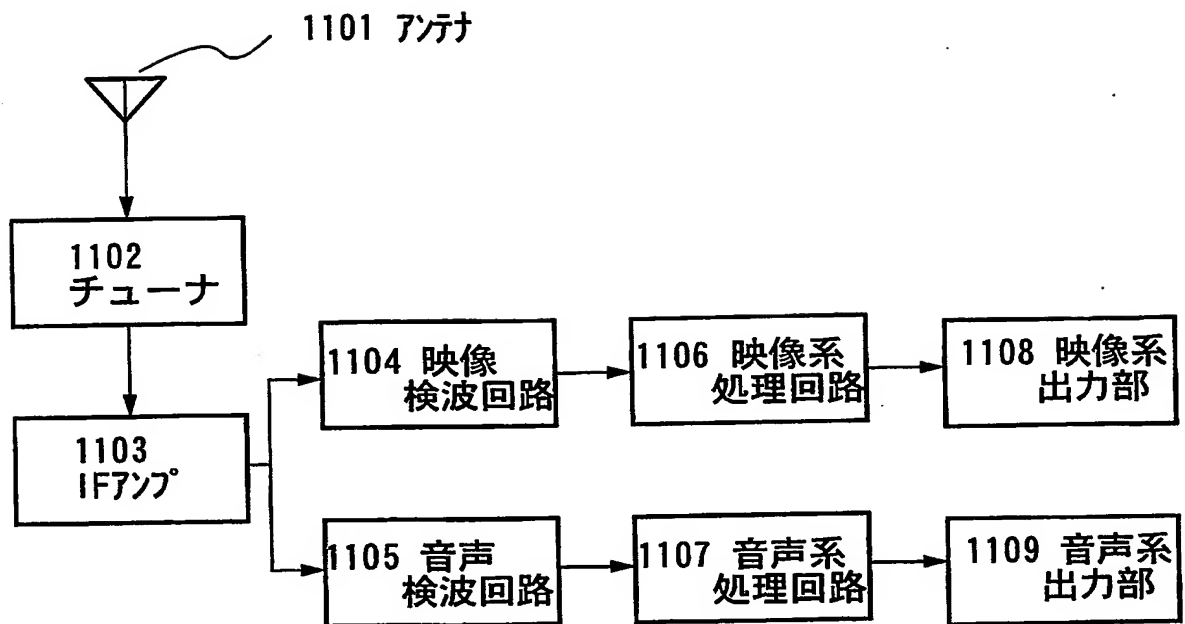 1101 アンテナ
1102
チューナ
1103
IFアンプ
1104 映像
検波回路
1106 映像系
処理回路
1108 映像系
出力部
1105 音声
検波回路
1107 音声系
処理回路
1109 音声系
出力部